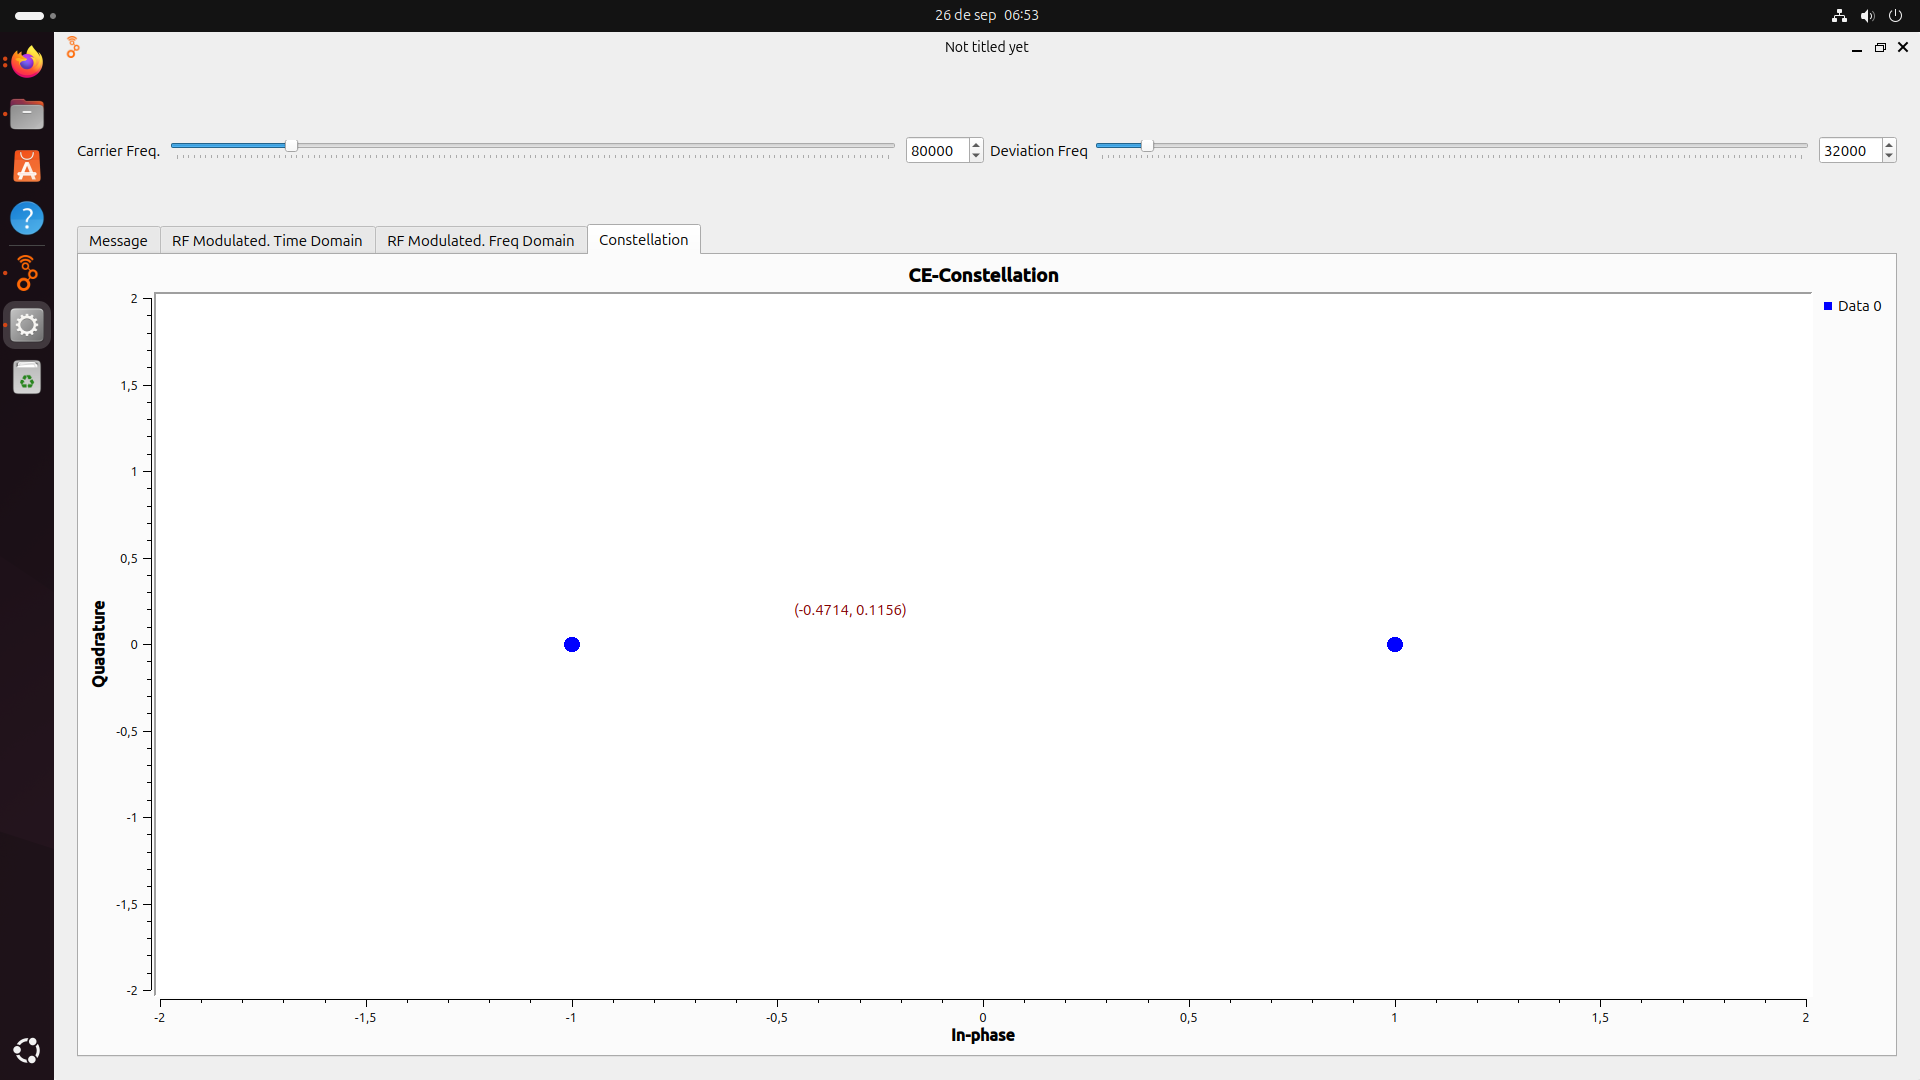 26 de sep 06:53
Not titled yet
Carrier Freq. 80000 Deviation Freq 32000
Message RF Modulated. Time Domain RF Modulated. Freq Domain Constellation
CE-Constellation
Data 0
2
1,5
1
0,5
0
-0,5
-1
-1,5
-2
Quadrature
(-0.4714, 0.1156)
-2 -1,5 -1 -0,5 0 0,5 1 1,5 2
In-phase